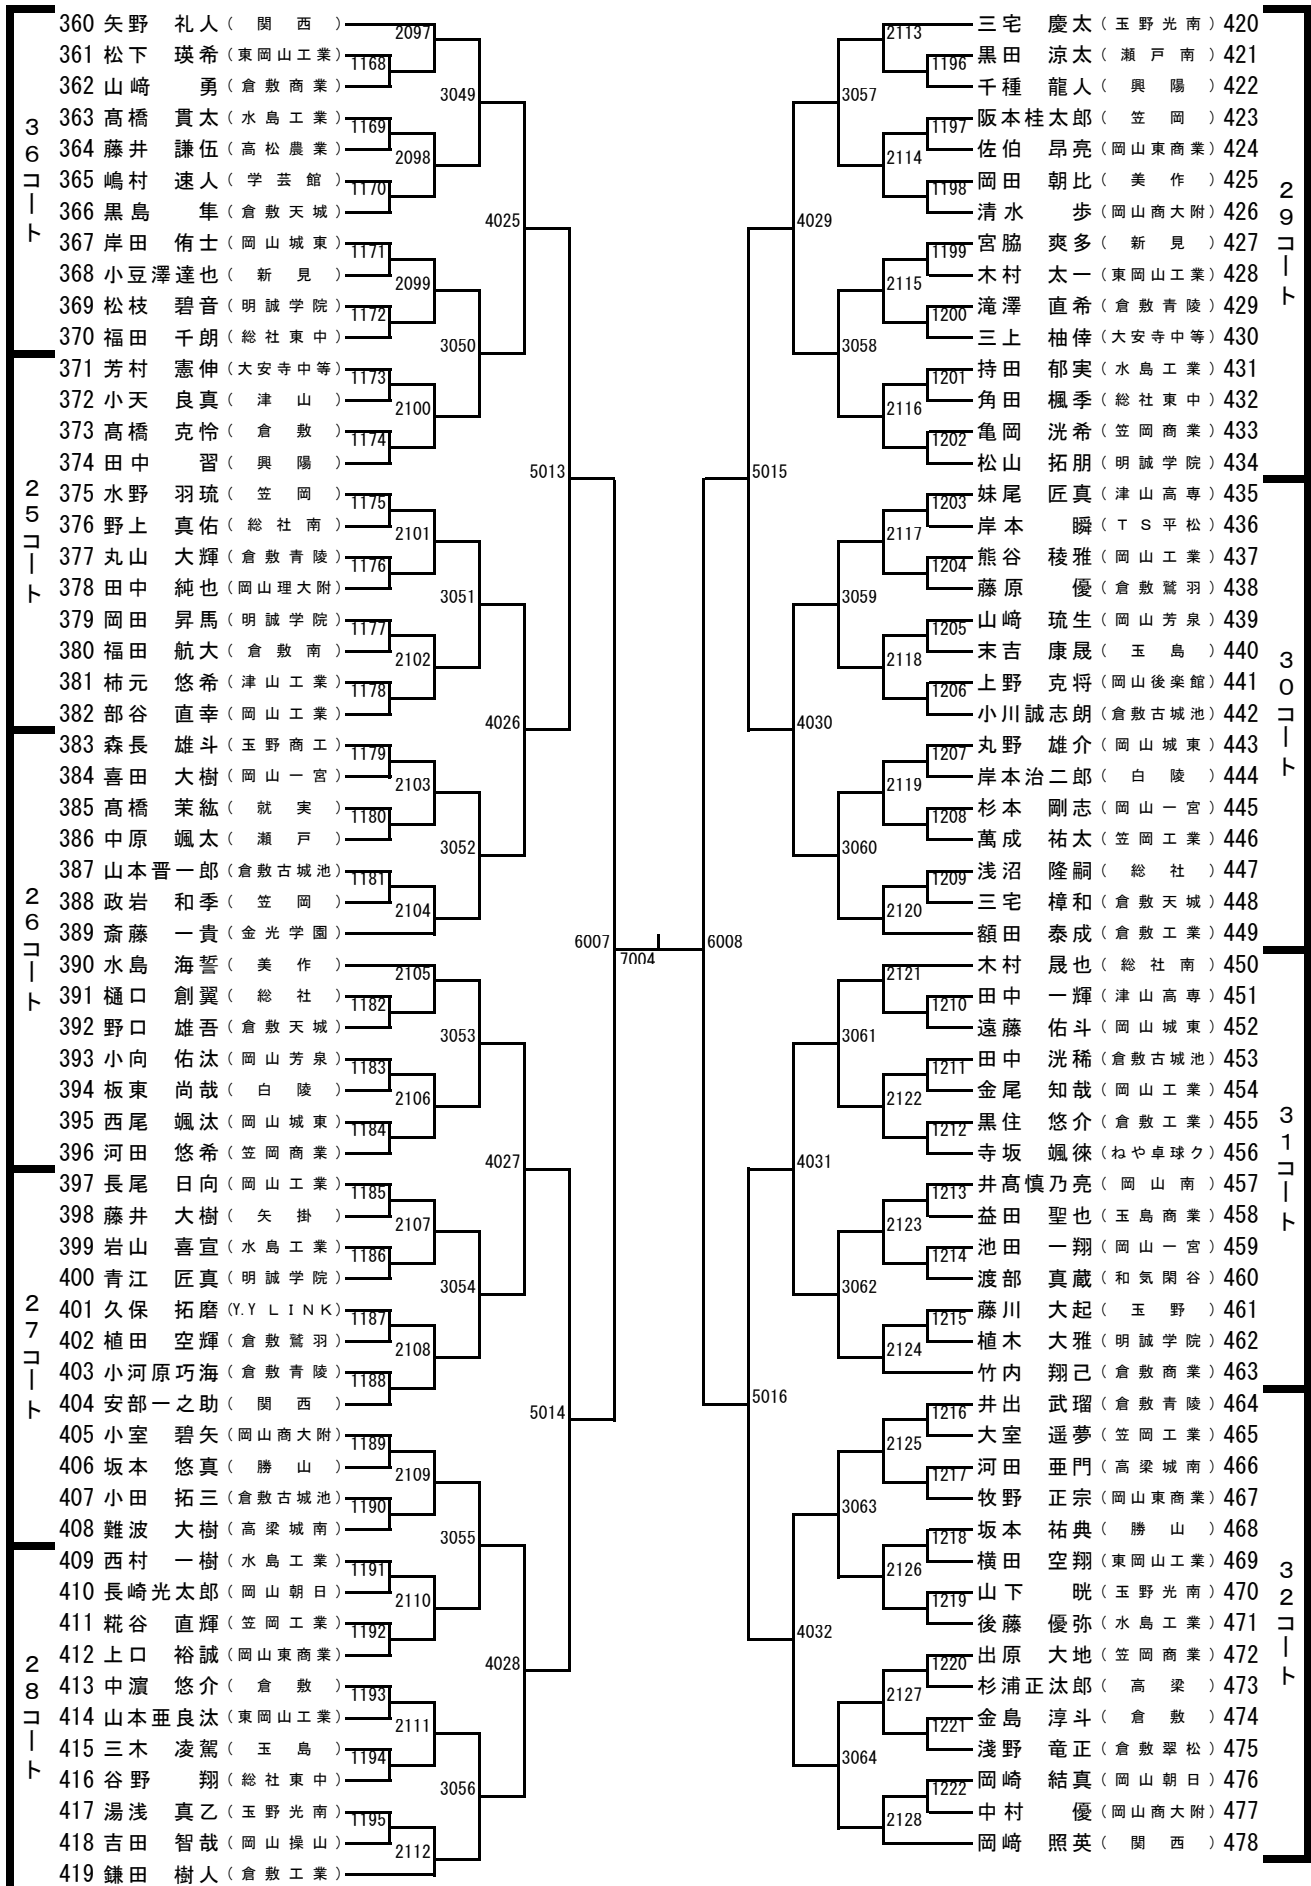 36コート
360 矢野 礼人 (関西)
361 松下 瑛希 (東岡山工業)
362 山﨑 勇 (倉敷商業)
363 髙橋 貫太 (水島工業)
364 藤井 謙伍 (高松農業)
365 嶋村 速人 (学芸館)
366 黒島 隼 (倉敷天城)
367 岸田 侑士 (岡山城東)
368 小豆澤達也 (新見)
369 松枝 碧音 (明誠学院)
370 福田 千朗 (総社東中)
25コート
371 芳村 憲伸 (大安寺中等)
372 小天 良真 (津山)
373 髙橋 克怜 (倉敷)
374 田中 習 (興陽)
375 水野 羽琉 (笠岡)
376 野上 真佑 (総社南)
377 丸山 大輝 (倉敷青陵)
378 田中 純也 (岡山理大附)
379 岡田 昇馬 (明誠学院)
380 福田 航大 (倉敷南)
381 柿元 悠希 (津山工業)
382 部谷 直幸 (岡山工業)
26コート
383 森長 雄斗 (玉野商工)
384 喜田 大樹 (岡山一宮)
385 髙橋 茉紘 (就実)
386 中原 颯太 (瀬戸)
387 山本晋一郎 (倉敷古城池)
388 政岩 和季 (笠岡)
389 斎藤 一貴 (金光学園)
390 水島 海誓 (美作)
391 樋口 創翼 (総社)
392 野口 雄吾 (倉敷天城)
393 小向 佑汰 (岡山芳泉)
394 板東 尚哉 (白陵)
395 西尾 颯汰 (岡山城東)
396 河田 悠希 (笠岡商業)
27コート
397 長尾 日向 (岡山工業)
398 藤井 大樹 (矢掛)
399 岩山 喜宣 (水島工業)
400 青江 匠真 (明誠学院)
401 久保 拓磨 (Y.Y LINK)
402 植田 空輝 (倉敷鷲羽)
403 小河原巧海 (倉敷青陵)
404 安部一之助 (関西)
405 小室 碧矢 (岡山商大附)
406 坂本 悠真 (勝山)
407 小田 拓三 (倉敷古城池)
408 難波 大樹 (高梁城南)
28コート
409 西村 一樹 (水島工業)
410 長崎光太郎 (岡山朝日)
411 糀谷 直輝 (笠岡工業)
412 上口 裕誠 (岡山東商業)
413 中濵 悠介 (倉敷)
414 山本亜良汰 (東岡山工業)
415 三木 凌駕 (玉島)
416 谷野 翔 (総社東中)
417 湯浅 真乙 (玉野光南)
418 吉田 智哉 (岡山操山)
419 鎌田 樹人 (倉敷工業)
1168
1169
1170
1171
1172
1173
1174
1175
1176
1177
1178
1179
1180
1181
1182
1183
1184
1185
1186
1187
1188
1189
1190
1191
1192
1193
1194
1195
2097
2098
2099
2100
2101
2102
2103
2104
2105
2106
2107
2108
2109
2110
2111
2112
3049
3050
3051
3052
3053
3054
3055
3056
4025
4026
4027
4028
5013
5014
6007
7004
6008
5015
5016
4029
4030
4031
4032
3057
3058
3059
3060
3061
3062
3063
3064
2113
2114
2115
2116
2117
2118
2119
2120
2121
2122
2123
2124
2125
2126
2127
2128
1196
1197
1198
1199
1200
1201
1202
1203
1204
1205
1206
1207
1208
1209
1210
1211
1212
1213
1214
1215
1216
1217
1218
1219
1220
1221
1222
29コート
三宅 慶太 (玉野光南) 420
黒田 涼太 (瀬戸南) 421
千種 龍人 (興陽) 422
阪本桂太郎 (笠岡) 423
佐伯 昂亮 (岡山東商業) 424
岡田 朝比 (美作) 425
清水 歩 (岡山商大附) 426
宮脇 爽多 (新見) 427
木村 太一 (東岡山工業) 428
滝澤 直希 (倉敷青陵) 429
三上 柚倖 (大安寺中等) 430
持田 郁実 (水島工業) 431
角田 楓季 (総社東中) 432
亀岡 洸希 (笠岡商業) 433
松山 拓朋 (明誠学院) 434
30コート
妹尾 匠真 (津山高専) 435
岸本 瞬 (TS平松) 436
熊谷 稜雅 (岡山工業) 437
藤原 優 (倉敷鷲羽) 438
山﨑 琉生 (岡山芳泉) 439
末吉 康晟 (玉島) 440
上野 克将 (岡山後楽館) 441
小川誠志朗 (倉敷古城池) 442
丸野 雄介 (岡山城東) 443
岸本治二郎 (白陵) 444
杉本 剛志 (岡山一宮) 445
萬成 祐太 (笠岡工業) 446
浅沼 隆嗣 (総社) 447
三宅 樟和 (倉敷天城) 448
額田 泰成 (倉敷工業) 449
31コート
木村 晟也 (総社南) 450
田中 一輝 (津山高専) 451
遠藤 佑斗 (岡山城東) 452
田中 洸稀 (倉敷古城池) 453
金尾 知哉 (岡山工業) 454
黒住 悠介 (倉敷工業) 455
寺坂 颯徠 (ねや卓球ク) 456
井髙慎乃亮 (岡山南) 457
益田 聖也 (玉島商業) 458
池田 一翔 (岡山一宮) 459
渡部 真蔵 (和気閑谷) 460
藤川 大起 (玉野) 461
植木 大雅 (明誠学院) 462
竹内 翔己 (倉敷商業) 463
32コート
井出 武瑠 (倉敷青陵) 464
大室 遥夢 (笠岡工業) 465
河田 亜門 (高梁城南) 466
牧野 正宗 (岡山東商業) 467
坂本 祐典 (勝山) 468
横田 空翔 (東岡山工業) 469
山下 晄 (玉野光南) 470
後藤 優弥 (水島工業) 471
出原 大地 (笠岡商業) 472
杉浦正汰郎 (高梁) 473
金島 淳斗 (倉敷) 474
淺野 竜正 (倉敷翠松) 475
岡崎 結真 (岡山朝日) 476
中村 優 (岡山商大附) 477
岡﨑 照英 (関西) 478